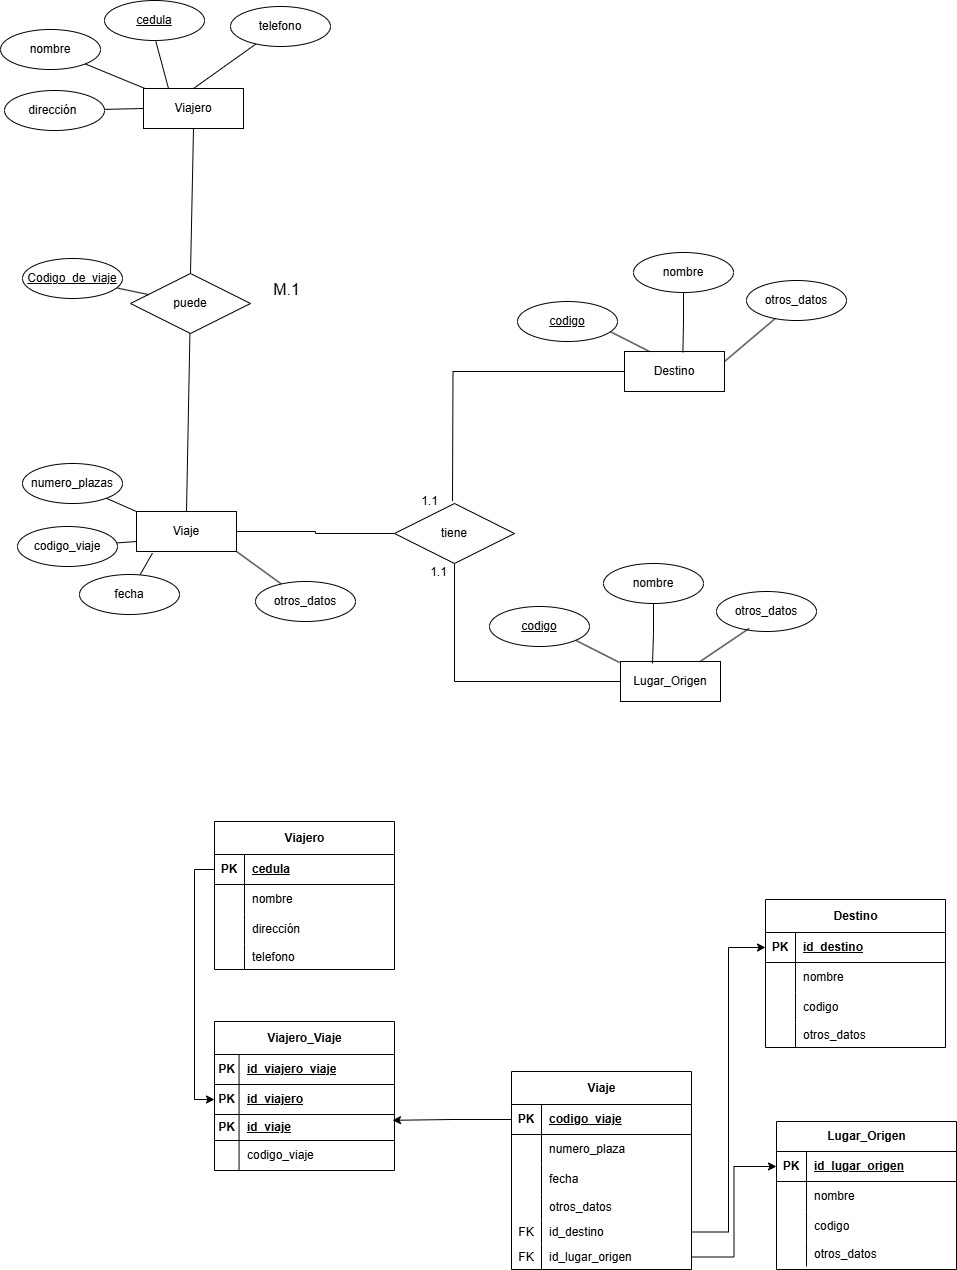 cedula
telefono
nombre
dirección
Viajero
Codigo_de_viaje
puede
M.1
nombre
otros_datos
codigo
Destino
numero_plazas
1.1
Viaje
tiene
codigo_viaje
1.1
fecha
otros_datos
nombre
otros_datos
codigo
Lugar_Origen
Viajero
PK cedula
nombre
dirección
telefono
Destino
PK id_destino
nombre
codigo
otros_datos
Viajero_Viaje
PK id_viajero_viaje
PK id_viajero
PK id_viaje
codigo_viaje
Viaje
PK codigo_viaje
numero_plaza
fecha
otros_datos
FK id_destino
FK id_lugar_origen
Lugar_Origen
PK id_lugar_origen
nombre
codigo
otros_datos